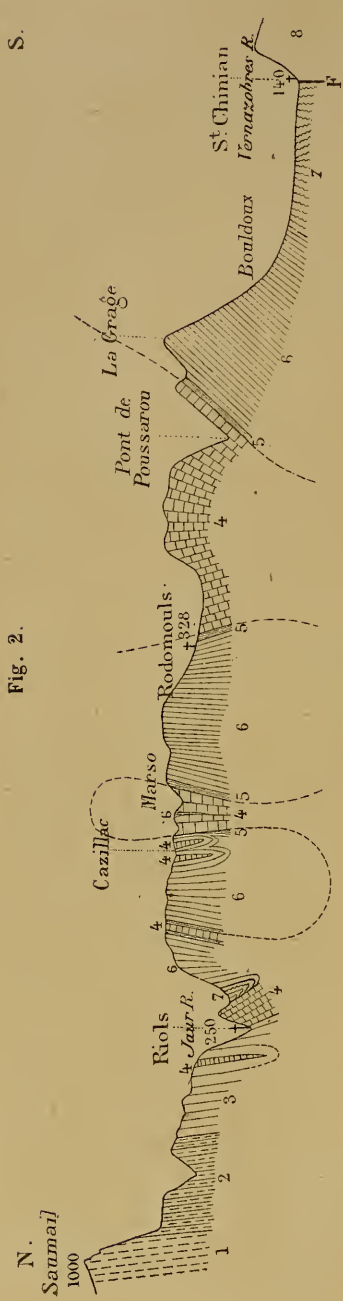 Fig. 2.
N.
S.
Saumail
1000
Riols
Jaur R.
250
Cazillac
Marso
Rodomouls
328
Pont de
Poussarou
La Grage
Bouldoux
St. Chinian
Vernazobres R.
140
F
1
2
3
4
7
4
6
4
6
4
4
5
6
4
5
6
5
4
5
6
7
8